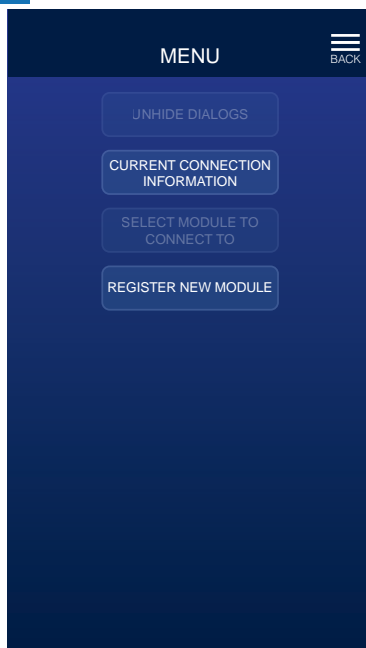 MENU
BACK
UNHIDE DIALOGS
CURRENT CONNECTION
INFORMATION
SELECT MODULE TO
CONNECT TO
REGISTER NEW MODULE